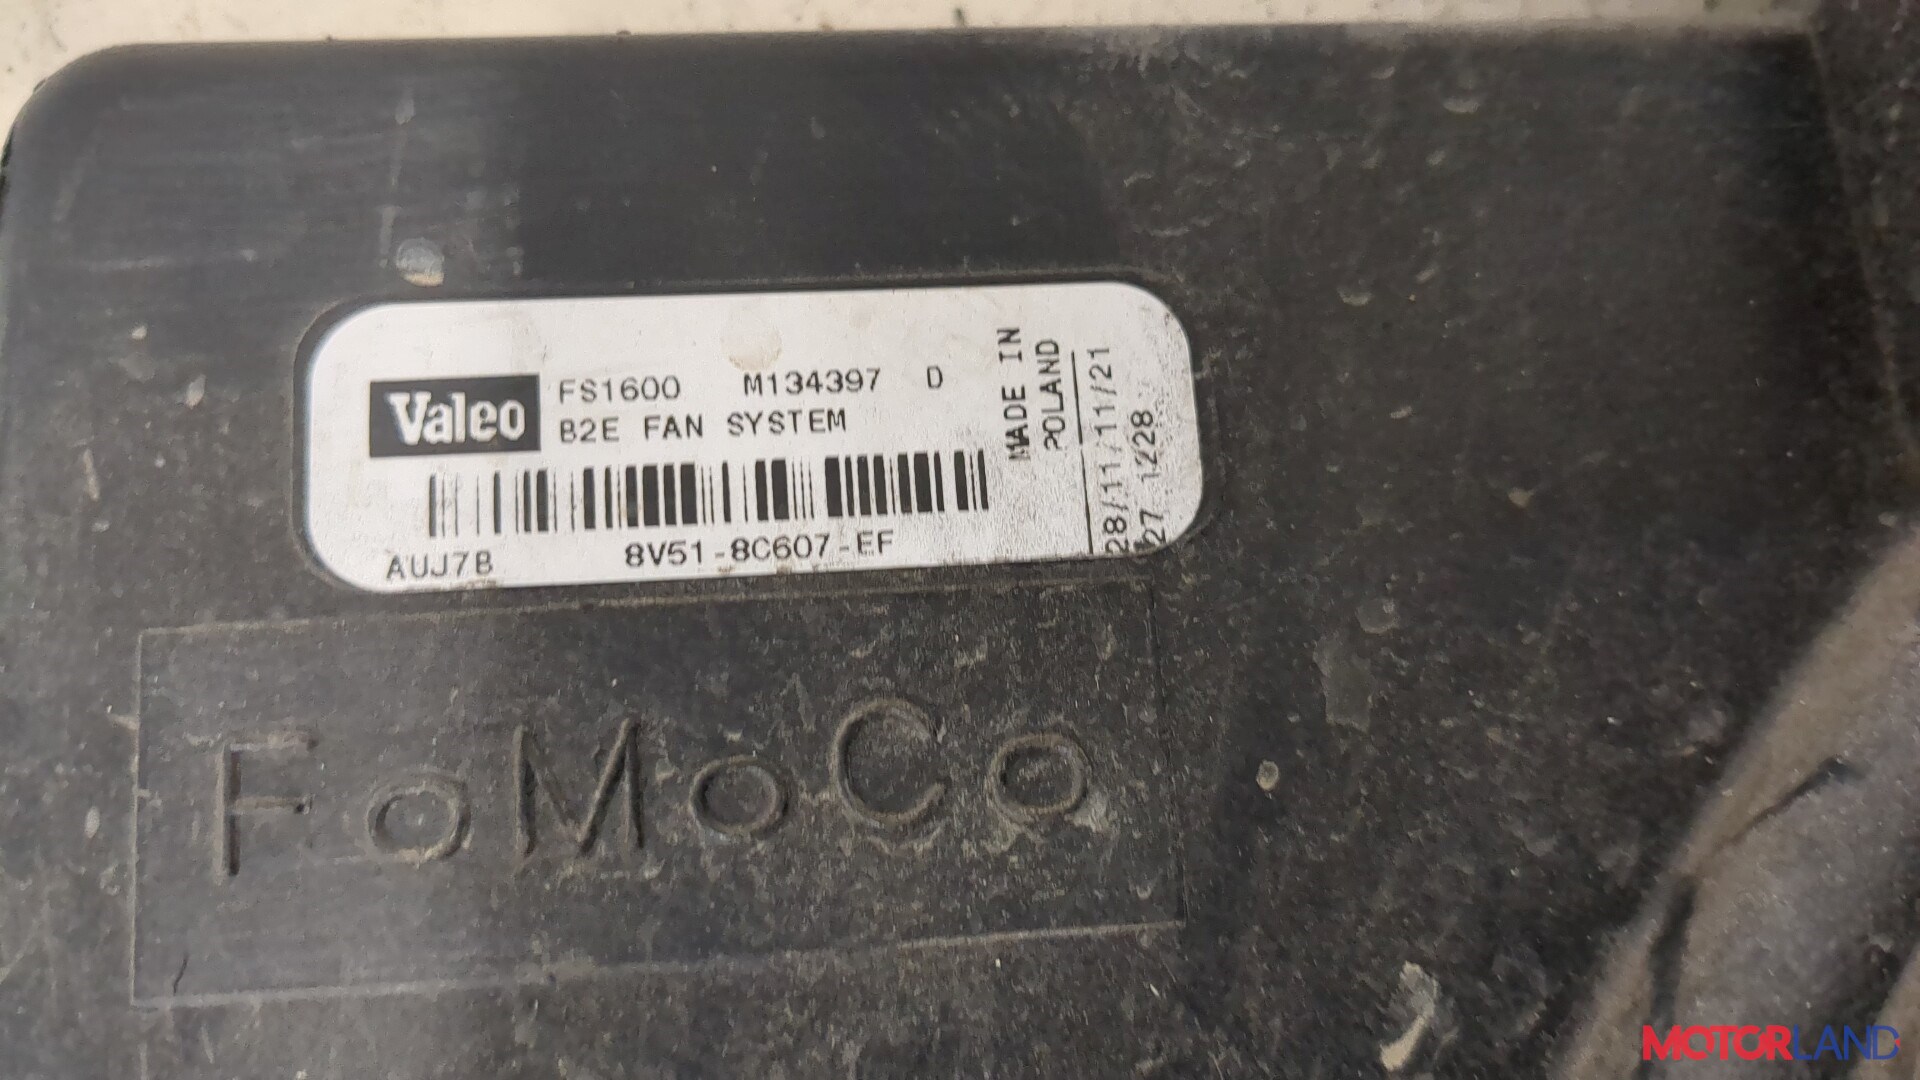 Valeo
FS1600 M134397 D
B2E FAN SYSTEM
AUJ7B
8V51-8C607-EF
MADE IN
POLAND
28/11/11/21
27 1228
FoMoCo
MOTORLAND